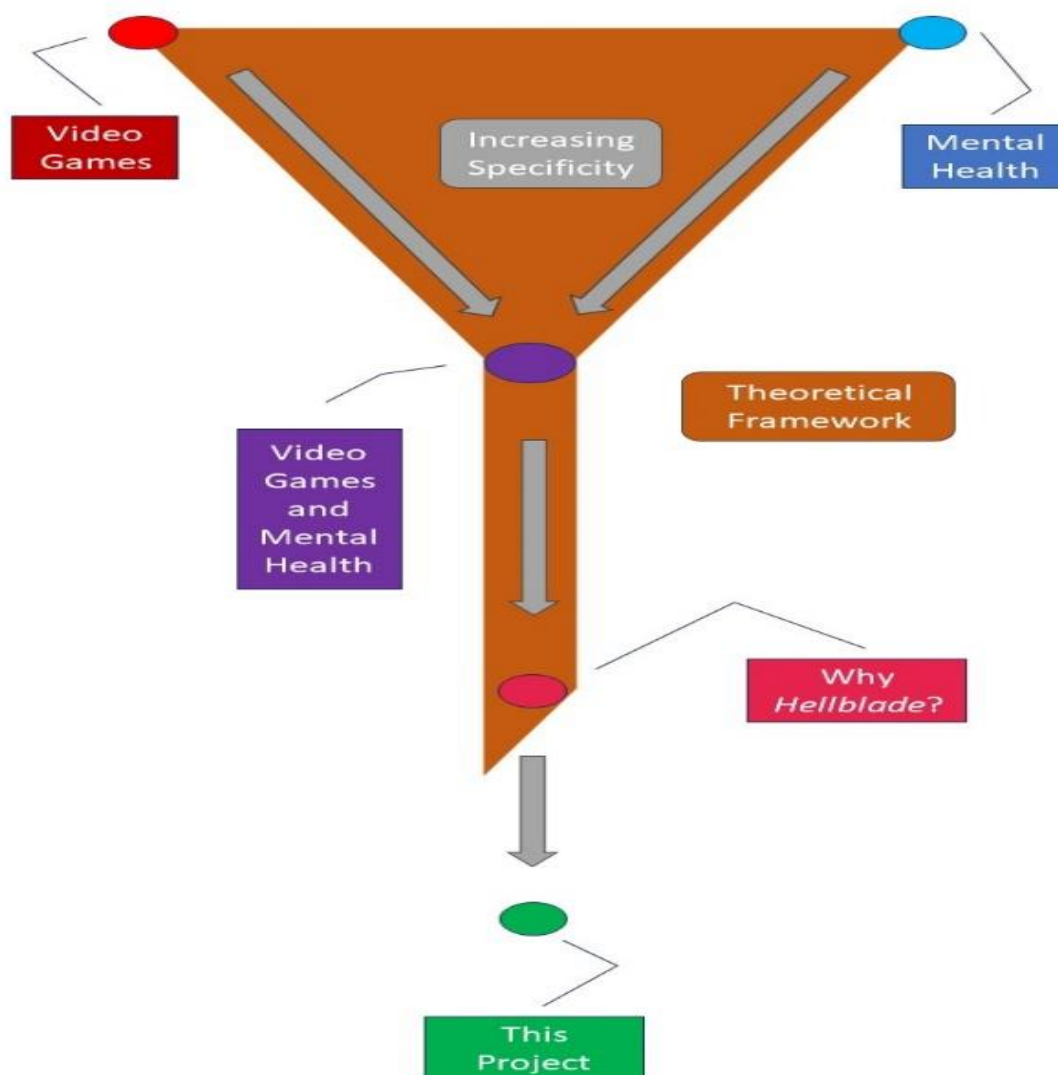 Video
Games
Increasing
Specificity
Mental
Health
Theoretical
Framework
Video
Games
and
Mental
Health
Why
Hellblade?
This
Project